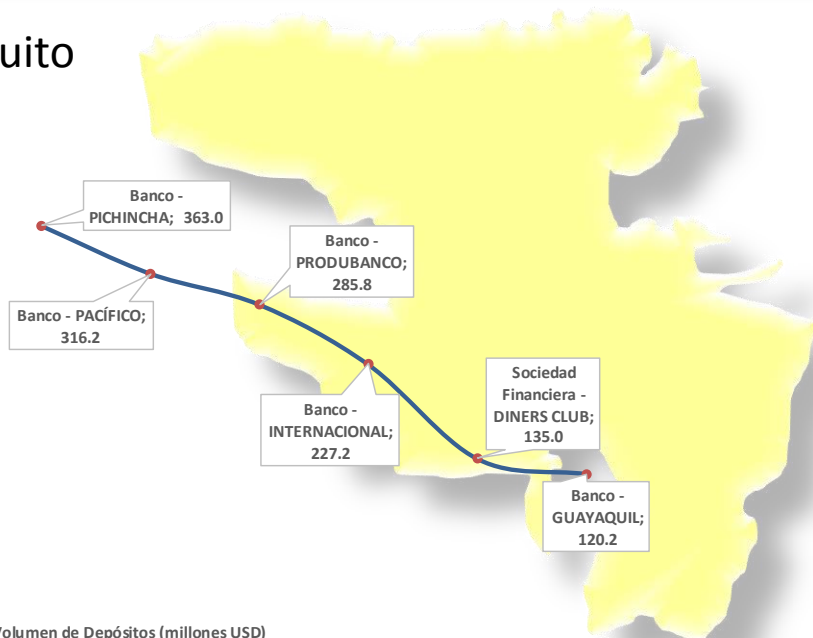 uito
Banco -
PICHINCHA; 363.0
Banco -
PRODUBANCO;
285.8
Banco - PACÍFICO;
316.2
Sociedad
Financiera -
DINERS CLUB;
135.0
Banco -
INTERNACIONAL;
227.2
Banco -
GUAYAQUIL;
120.2
Volumen de Depósitos (millones USD)